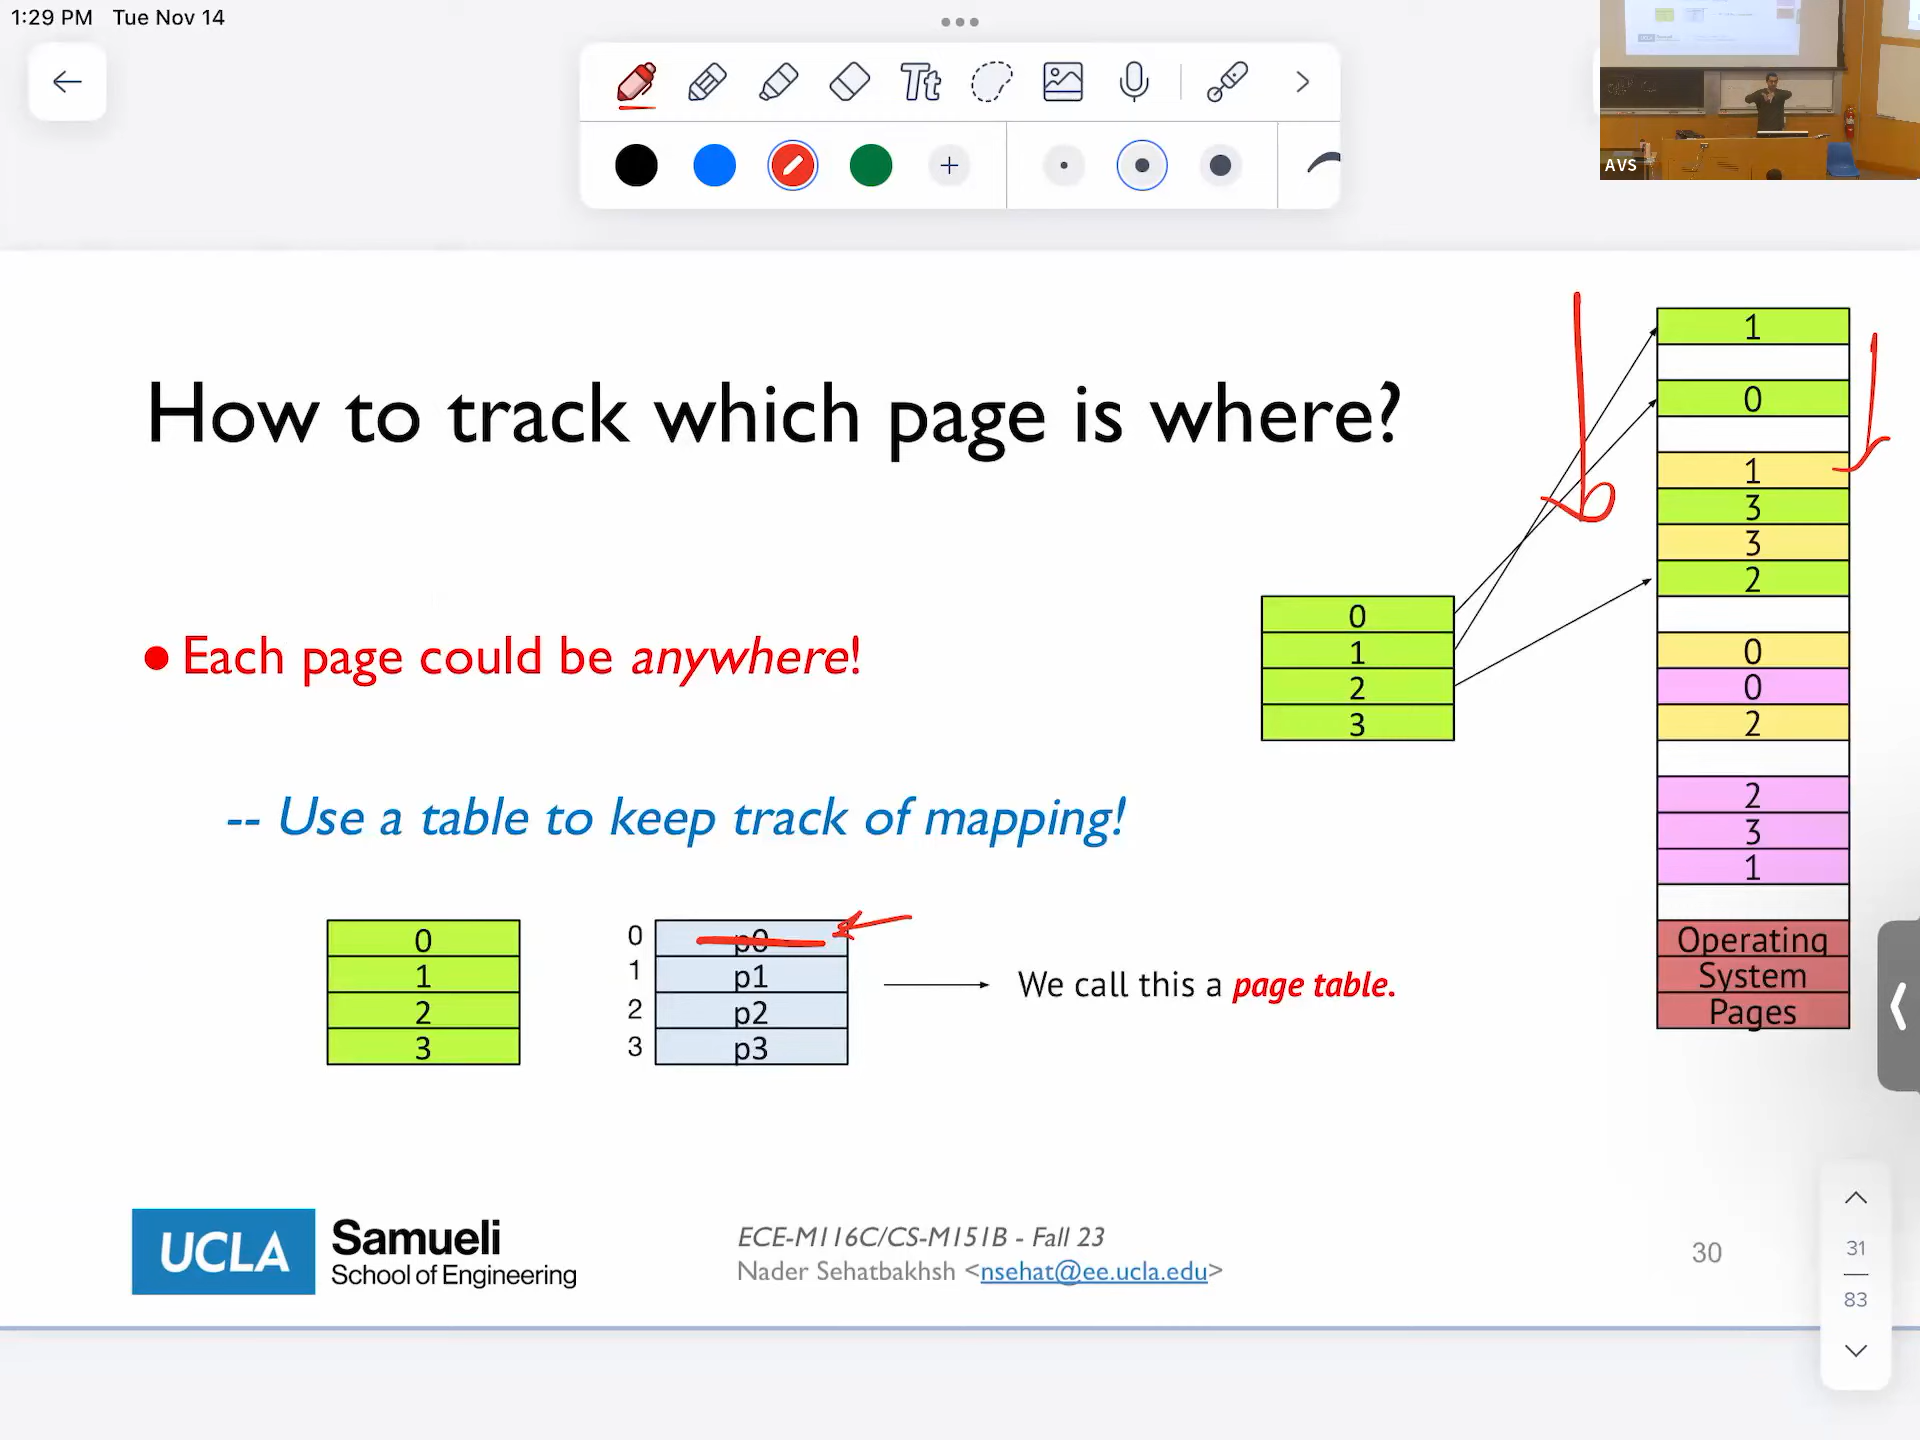 1:29 PM Tue Nov 14
Tt
AVS
How to track which page is where?
Each page could be anywhere!
-- Use a table to keep track of mapping!
0
1
2
3
0 p0
1 p1
2 p2
3 p3
We call this a page table.
0
1
2
3
1
0
1
3
3
2
0
0
2
2
3
1
Operating
System
Pages
UCLA Samueli
School of Engineering
ECE-M116C/CS-M151B - Fall 23
Nader Sehatbakhsh <nsehat@ee.ucla.edu>
30
31
83